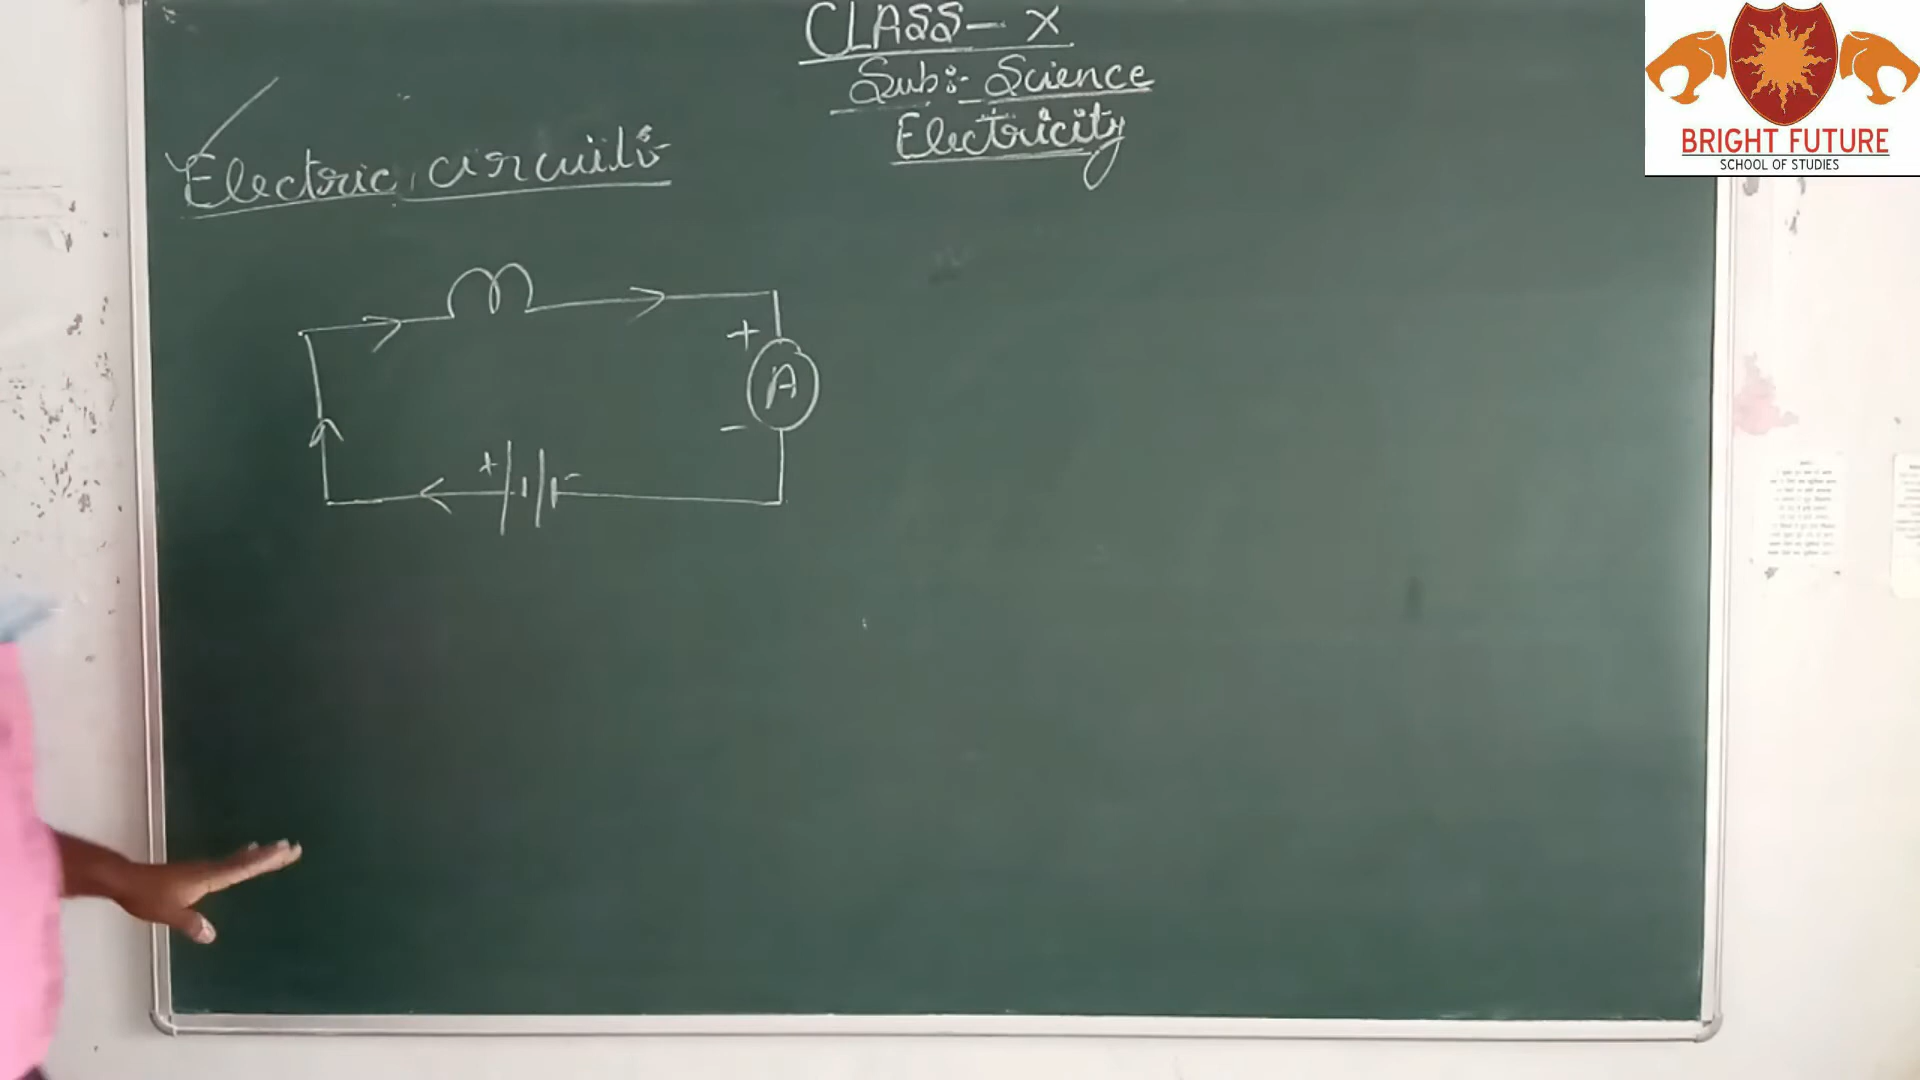 CLASS - X
Sub:- Science
Electricity
Electric circuits
+
A
-
+
-
BRIGHT FUTURE
SCHOOL OF STUDIES